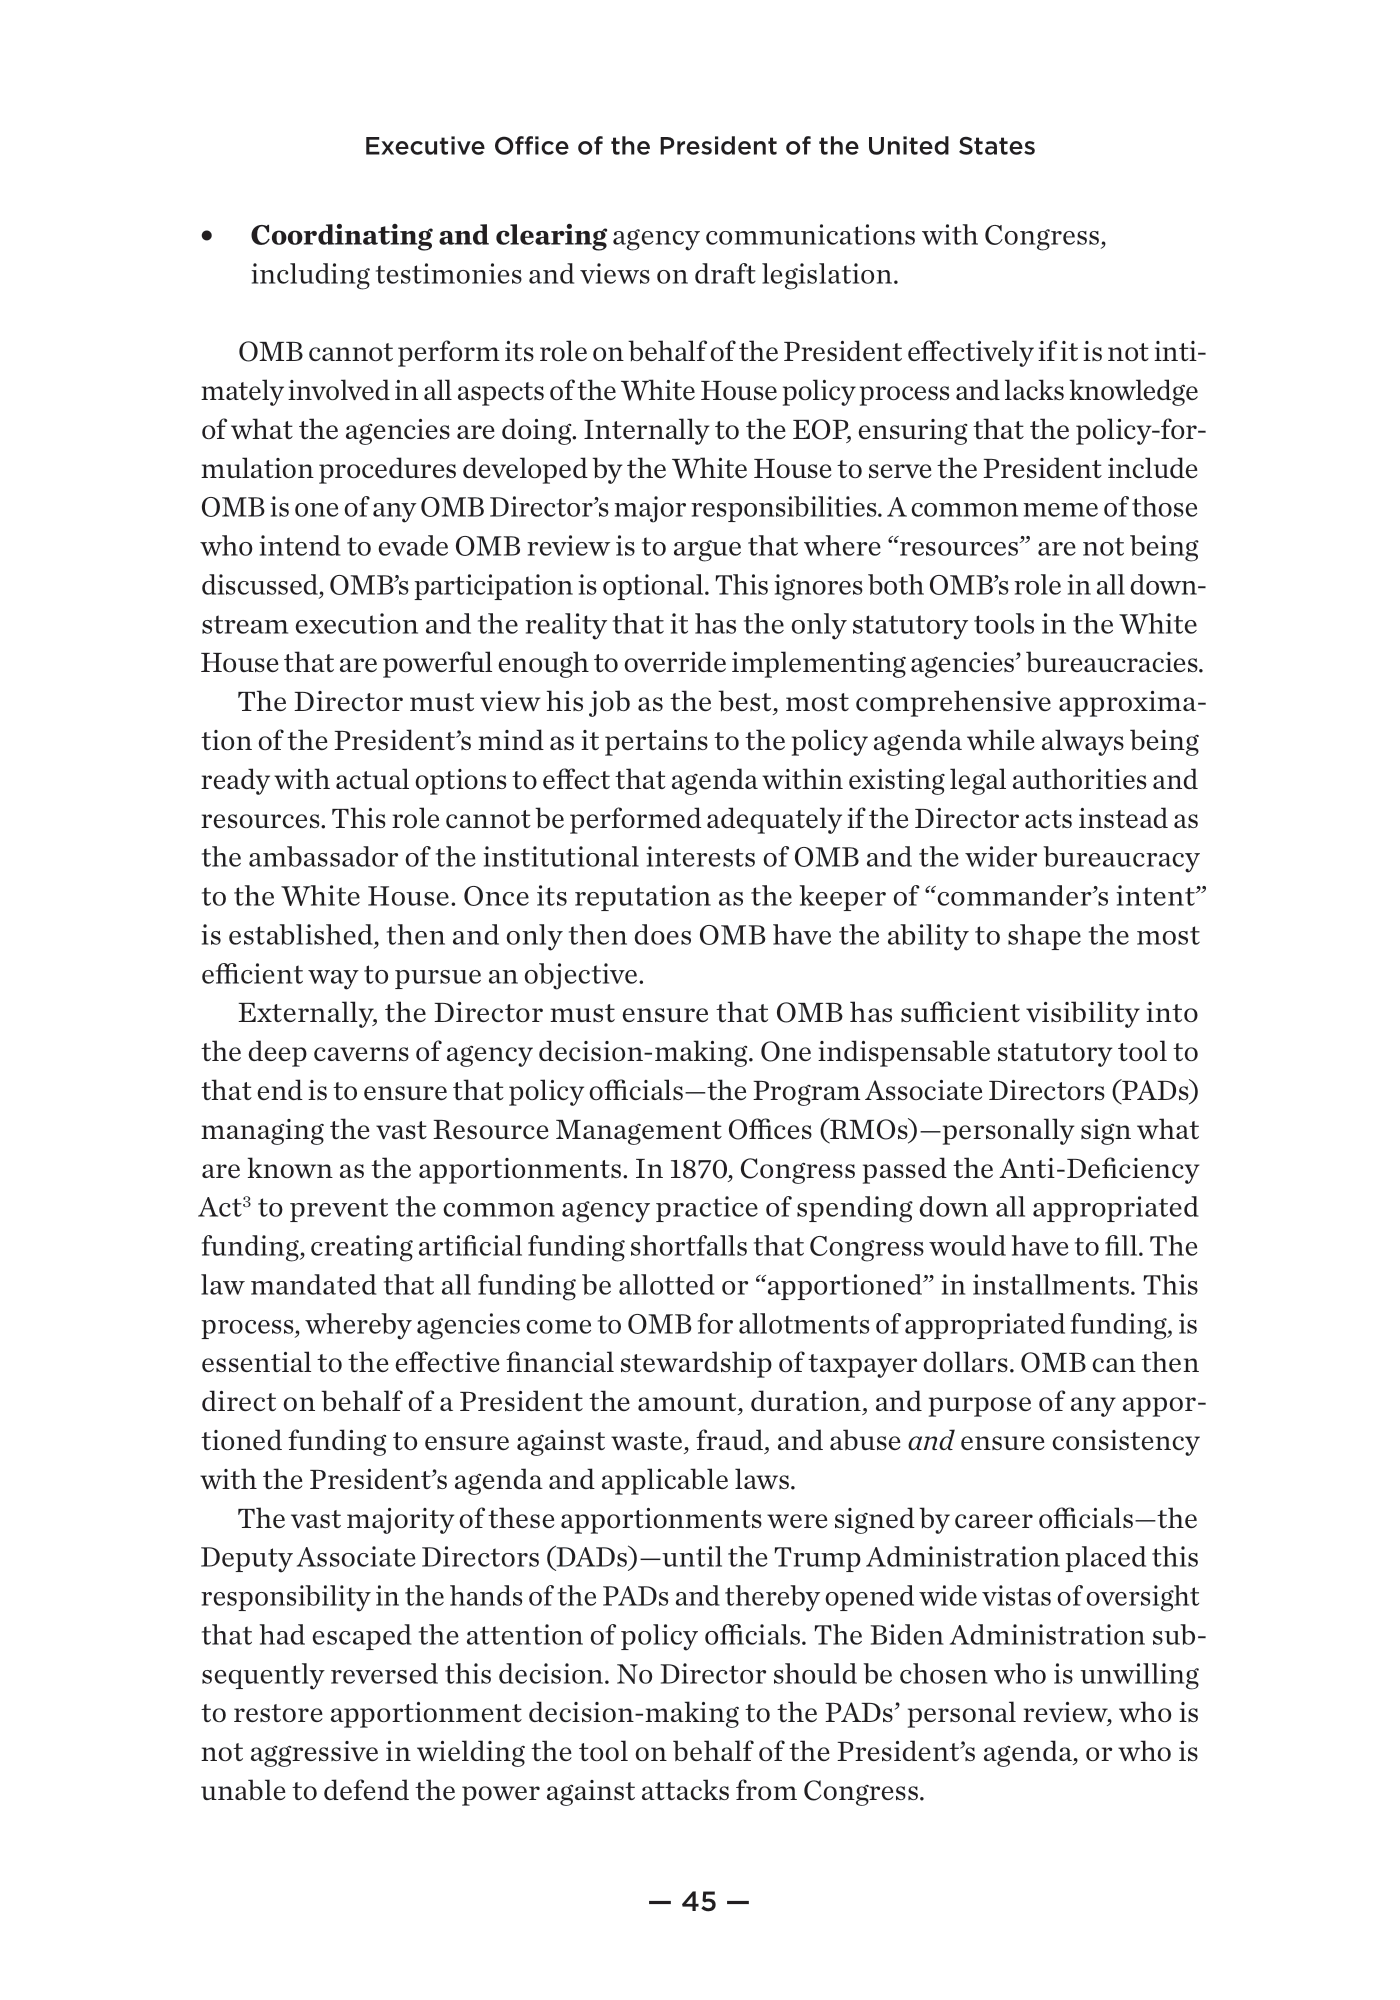 Executive Office of the President of the United States
• Coordinating and clearing agency communications with Congress,
including testimonies and views on draft legislation.
OMB cannot perform its role on behalf of the President effectively if it is not inti-
mately involved in all aspects of the White House policy process and lacks knowledge
of what the agencies are doing. Internally to the EOP, ensuring that the policy-for-
mulation procedures developed by the White House to serve the President include
OMB is one of any OMB Director’s major responsibilities. A common meme of those
who intend to evade OMB review is to argue that where “resources” are not being
discussed, OMB’s participation is optional. This ignores both OMB’s role in all down-
stream execution and the reality that it has the only statutory tools in the White
House that are powerful enough to override implementing agencies’ bureaucracies.
The Director must view his job as the best, most comprehensive approxima-
tion of the President’s mind as it pertains to the policy agenda while always being
ready with actual options to effect that agenda within existing legal authorities and
resources. This role cannot be performed adequately if the Director acts instead as
the ambassador of the institutional interests of OMB and the wider bureaucracy
to the White House. Once its reputation as the keeper of “commander’s intent”
is established, then and only then does OMB have the ability to shape the most
efficient way to pursue an objective.
Externally, the Director must ensure that OMB has sufficient visibility into
the deep caverns of agency decision-making. One indispensable statutory tool to
that end is to ensure that policy officials—the Program Associate Directors (PADs)
managing the vast Resource Management Offices (RMOs)—personally sign what
are known as the apportionments. In 1870, Congress passed the Anti-Deficiency
Act³ to prevent the common agency practice of spending down all appropriated
funding, creating artificial funding shortfalls that Congress would have to fill. The
law mandated that all funding be allotted or “apportioned” in installments. This
process, whereby agencies come to OMB for allotments of appropriated funding, is
essential to the effective financial stewardship of taxpayer dollars. OMB can then
direct on behalf of a President the amount, duration, and purpose of any appor-
tioned funding to ensure against waste, fraud, and abuse and ensure consistency
with the President’s agenda and applicable laws.
The vast majority of these apportionments were signed by career officials—the
Deputy Associate Directors (DADs)—until the Trump Administration placed this
responsibility in the hands of the PADs and thereby opened wide vistas of oversight
that had escaped the attention of policy officials. The Biden Administration sub-
sequently reversed this decision. No Director should be chosen who is unwilling
to restore apportionment decision-making to the PADs’ personal review, who is
not aggressive in wielding the tool on behalf of the President’s agenda, or who is
unable to defend the power against attacks from Congress.
— 45 —